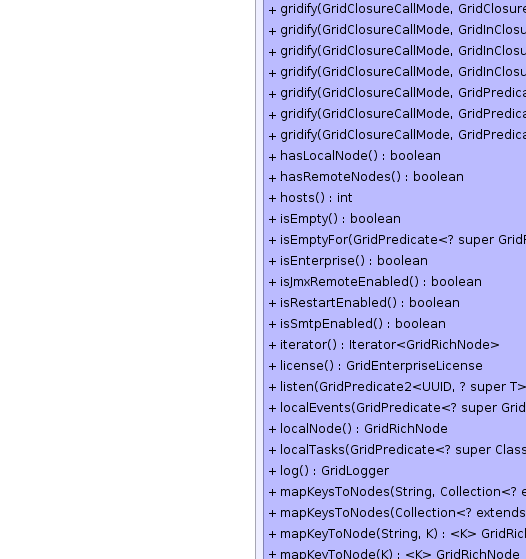 + gridify(GridClosureCallMode, GridClosure
+ gridify(GridClosureCallMode, GridInClosu
+ gridify(GridClosureCallMode, GridInClosu
+ gridify(GridClosureCallMode, GridInClosu
+ gridify(GridClosureCallMode, GridPredica
+ gridify(GridClosureCallMode, GridPredica
+ gridify(GridClosureCallMode, GridPredica
+ hasLocalNode() : boolean
+ hasRemoteNodes() : boolean
+ hosts() : int
+ isEmpty() : boolean
+ isEmptyFor(GridPredicate<? super GridR
+ isEnterprise() : boolean
+ isJmxRemoteEnabled() : boolean
+ isRestartEnabled() : boolean
+ isSmtpEnabled() : boolean
+ iterator() : Iterator<GridRichNode>
+ license() : GridEnterpriseLicense
+ listen(GridPredicate2<UUID, ? super T>
+ localEvents(GridPredicate<? super Grid
+ localNode() : GridRichNode
+ localTasks(GridPredicate<? super Class
+ log() : GridLogger
+ mapKeysToNodes(String, Collection<? e
+ mapKeysToNodes(Collection<? extends
+ mapKeyToNode(String, K) : <K> GridRich
+ mapKeyToNode(K) : <K> GridRichNode